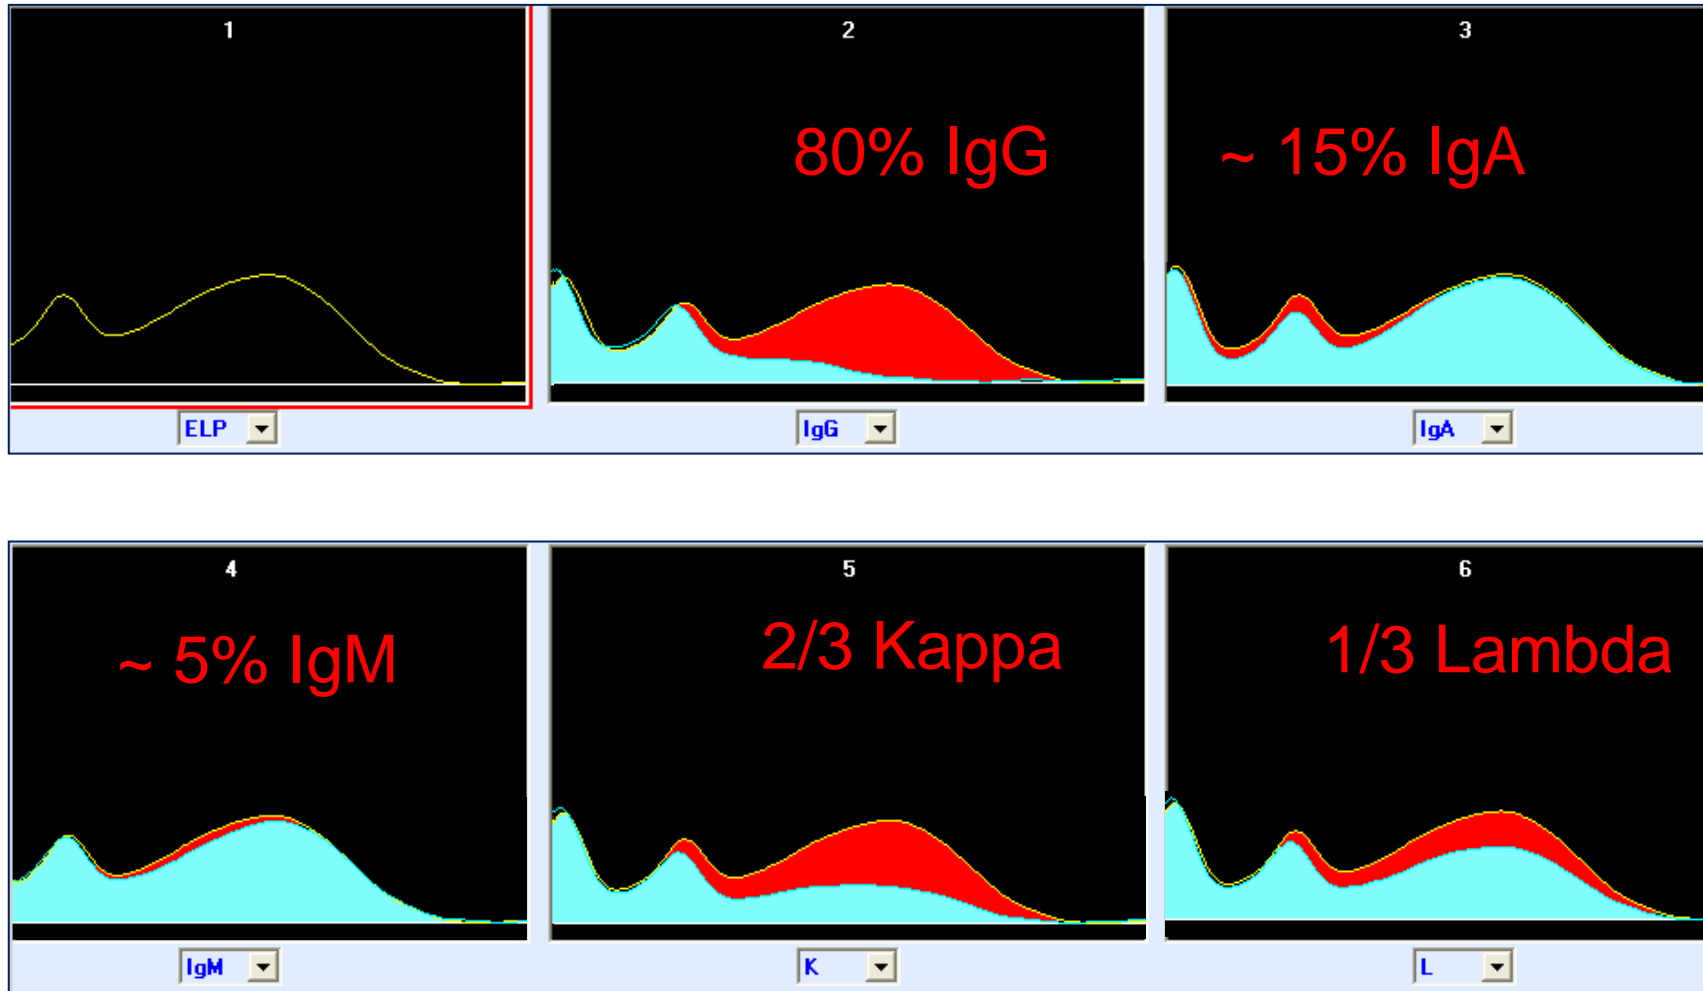 1
2
3
80% IgG
~ 15% IgA
ELP
IgG
IgA
4
5
6
~ 5% IgM
2/3 Kappa
1/3 Lambda
IgM
K
L